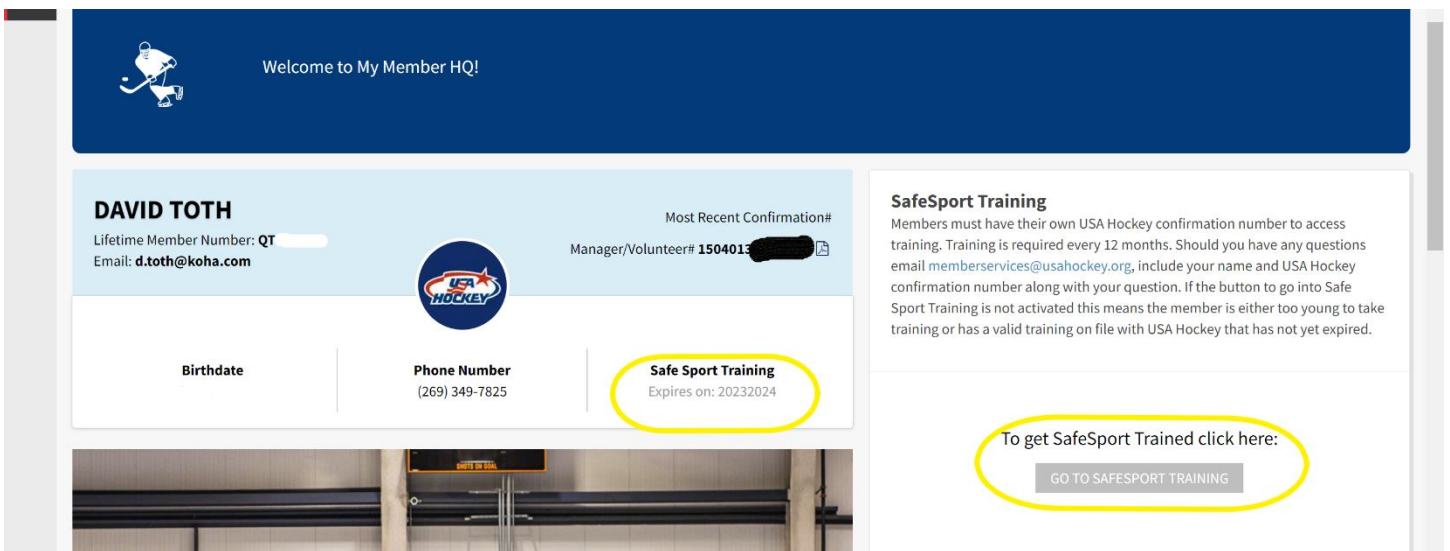 Welcome to My Member HQ!
DAVID TOTH
Lifetime Member Number: QT
Email: d.toth@koha.com
Most Recent Confirmation#
Manager/Volunteer# 1504013
USA
HOCKEY
Birthdate
Phone Number
(269) 349-7825
Safe Sport Training
Expires on: 20232024
SHOTS ON GOAL
SafeSport Training
Members must have their own USA Hockey confirmation number to access
training. Training is required every 12 months. Should you have any questions
email memberservices@usahockey.org, include your name and USA Hockey
confirmation number along with your question. If the button to go into Safe
Sport Training is not activated this means the member is either too young to take
training or has a valid training on file with USA Hockey that has not yet expired.
To get SafeSport Trained click here:
GO TO SAFESPORT TRAINING